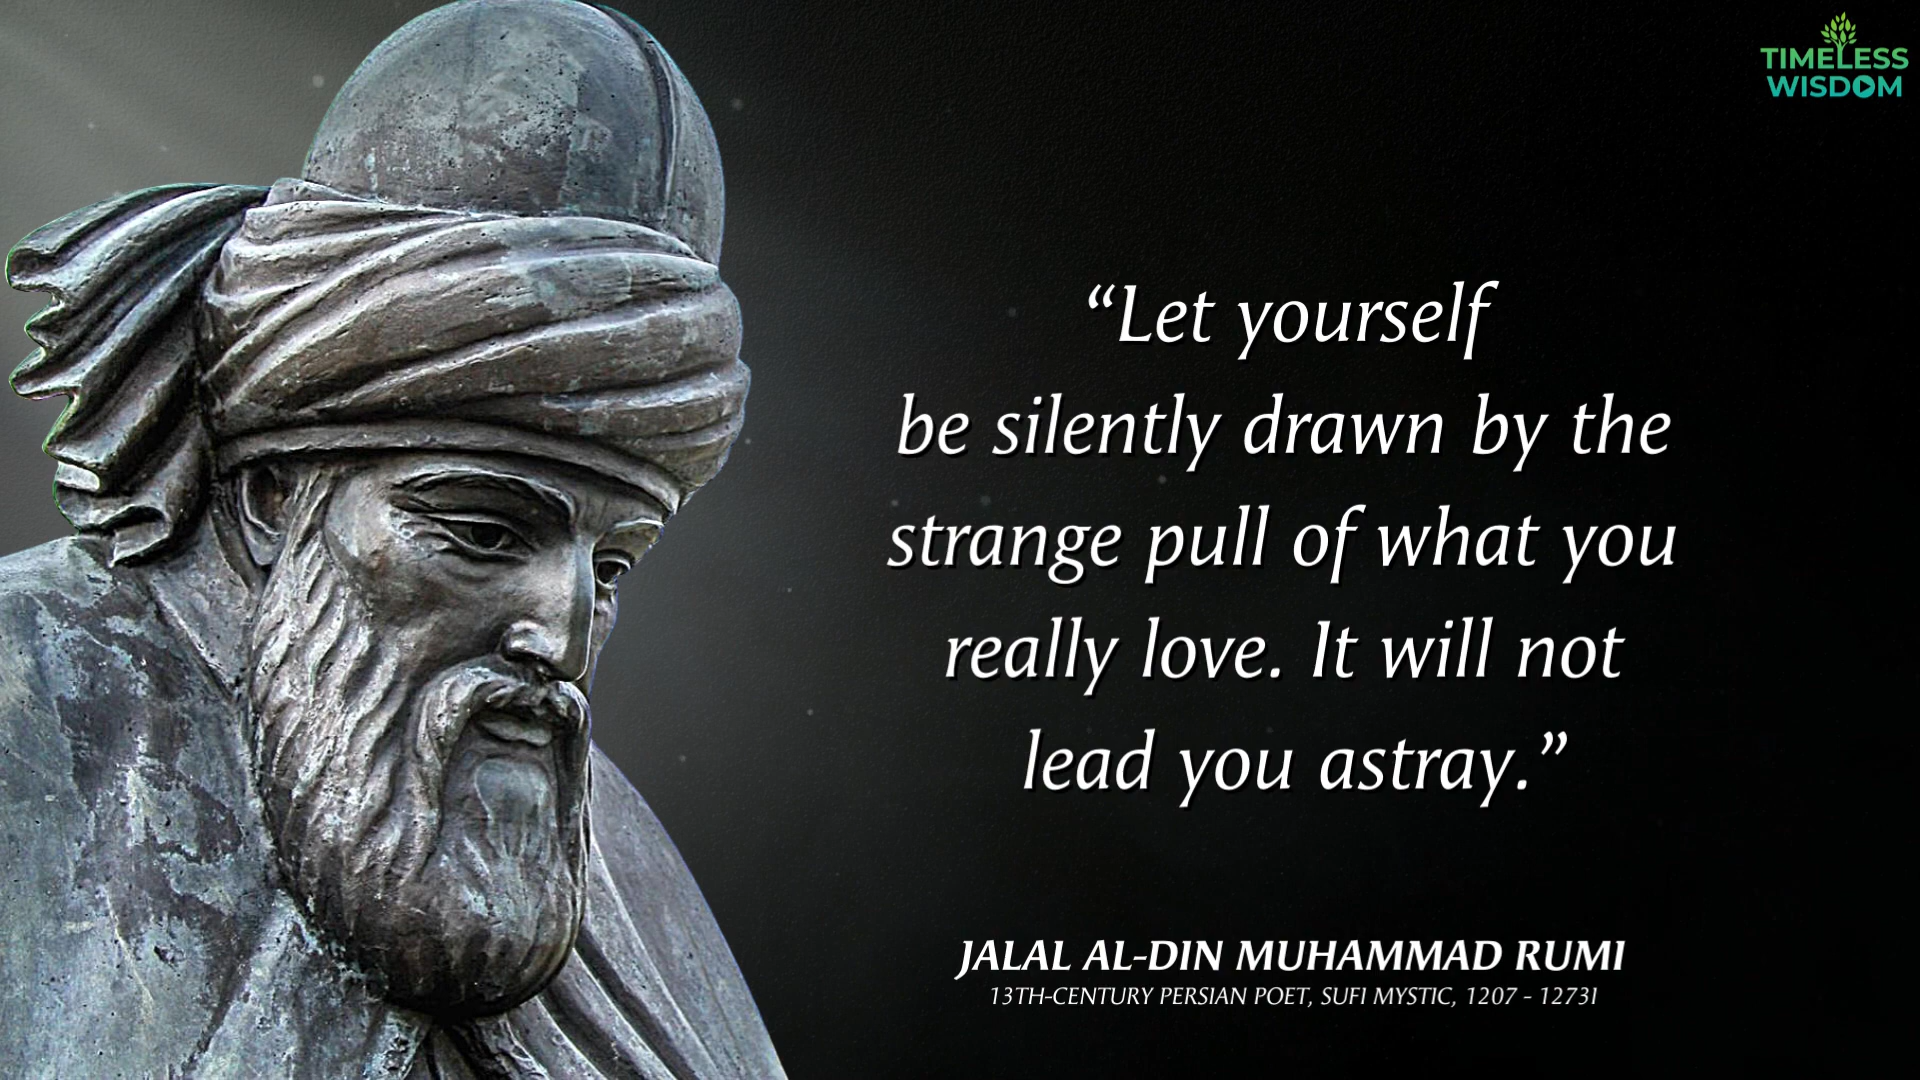 TIMELESS
WISDOM
“Let yourself
be silently drawn by the
strange pull of what you
really love. It will not
lead you astray.”
JALAL AL-DIN MUHAMMAD RUMI
13TH-CENTURY PERSIAN POET, SUFI MYSTIC, 1207 - 1273I